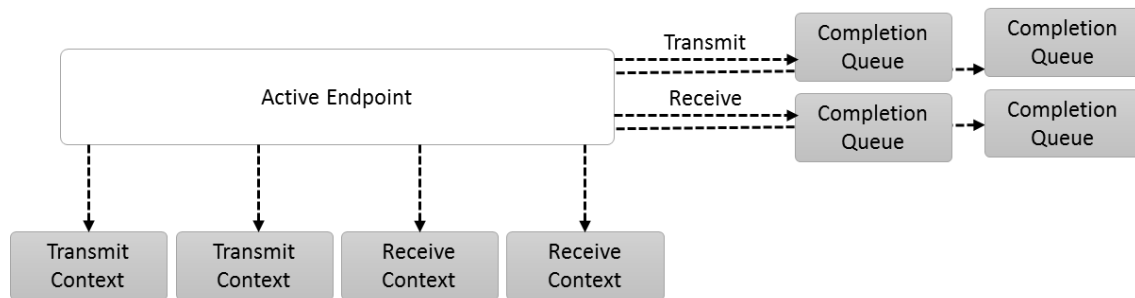 Active Endpoint
Transmit
Completion
Queue
Completion
Queue
Receive
Completion
Queue
Completion
Queue
Transmit
Context
Transmit
Context
Receive
Context
Receive
Context